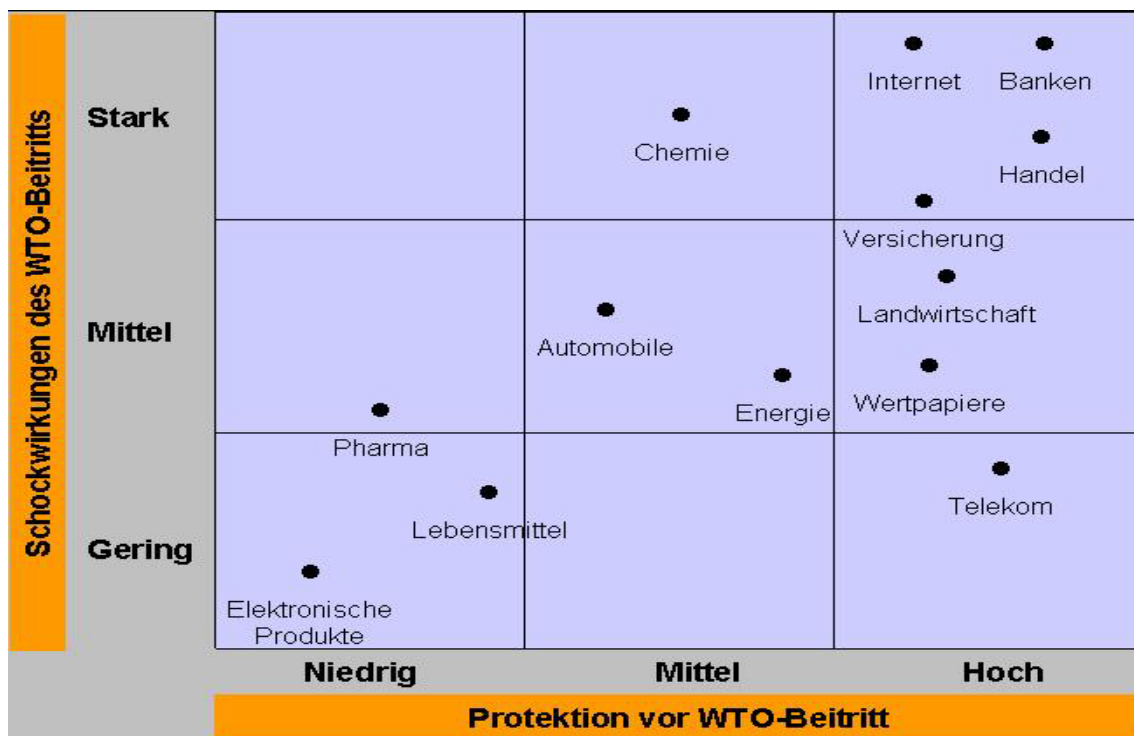 Schockwirkungen des WTO-Beitritts
Stark
Mittel
Gering
Internet
Banken
Chemie
Handel
Versicherung
Landwirtschaft
Automobile
Energie
Wertpapiere
Pharma
Telekom
Lebensmittel
Elektronische
Produkte
Niedrig
Mittel
Hoch
Protektion vor WTO-Beitritt